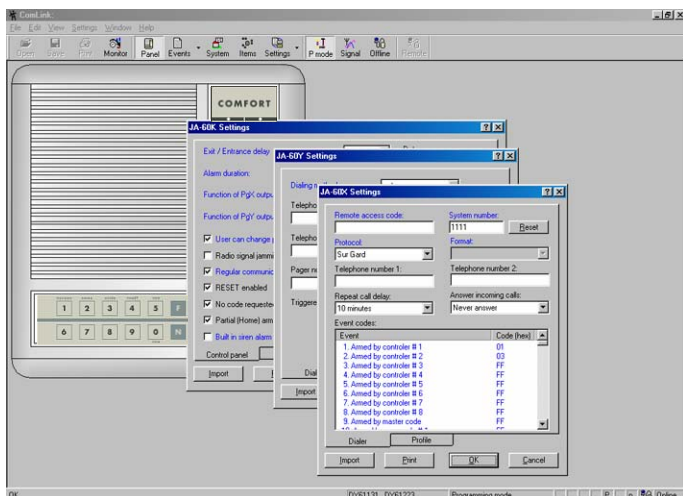 ComLink:
File Edit View Settings Window Help
Open Save Print Monitor Panel Events System Items Settings P mode Signal Offline Remote
COMFORT
JA-60K Settings
Exit / Entrance delay
Alarm duration:
Function of PgX outpu
Function of PgY outpu
User can change p
Radio signal jammi
Regular communic
RESET enabled
No code requeste
Partial (Home) arm
Built in siren alarm
Control panel
Import
JA-60Y Settings
Dialing
Telepho
Telepho
Pager n
Triggere
Dial
Import
JA-60X Settings
Remote access code: System number:
1111 Reset
Protocol: Format:
Sur Gard
Telephone number 1: Telephone number 2:
Repeat call delay: Answer incoming calls:
10 minutes Never answer
Event codes:
Event Code (hex)
1. Armed by controler # 1 01
2. Armed by controler # 2 03
3. Armed by controler # 3 FF
4. Armed by controler # 4 FF
5. Armed by controler # 5 FF
6. Armed by controler # 6 FF
7. Armed by controler # 7 FF
8. Armed by controler # 8 FF
9. Armed by master code FF
Dialer Profile
Import Print OK Cancel
1 2 3 4 5 F
6 7 8 9 0 N
OK DY61131, DY61223 Programming mode P n Online